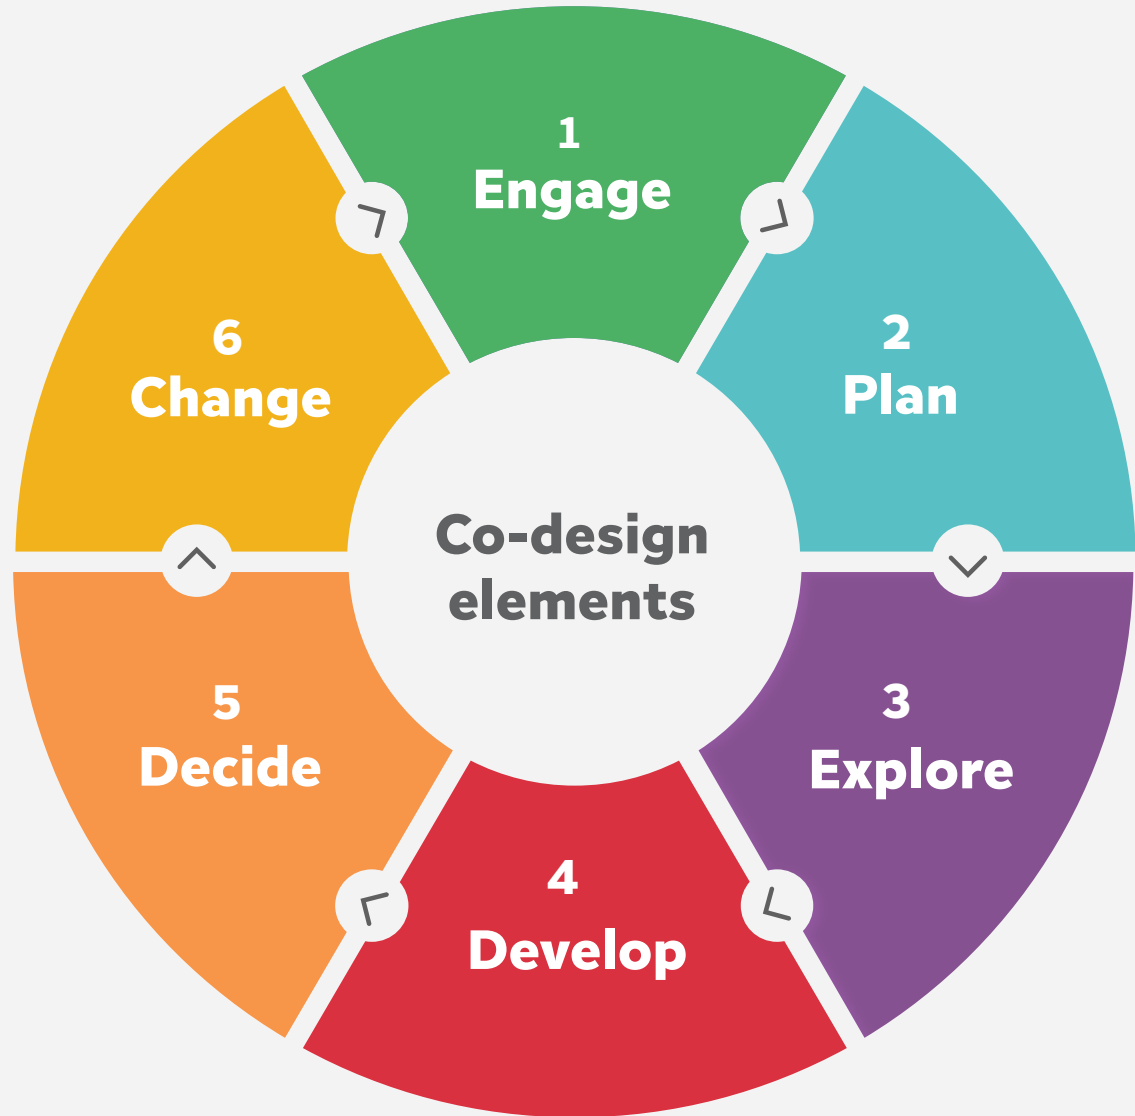 1
Engage
2
Plan
3
Explore
4
Develop
5
Decide
6
Change
Co-design
elements